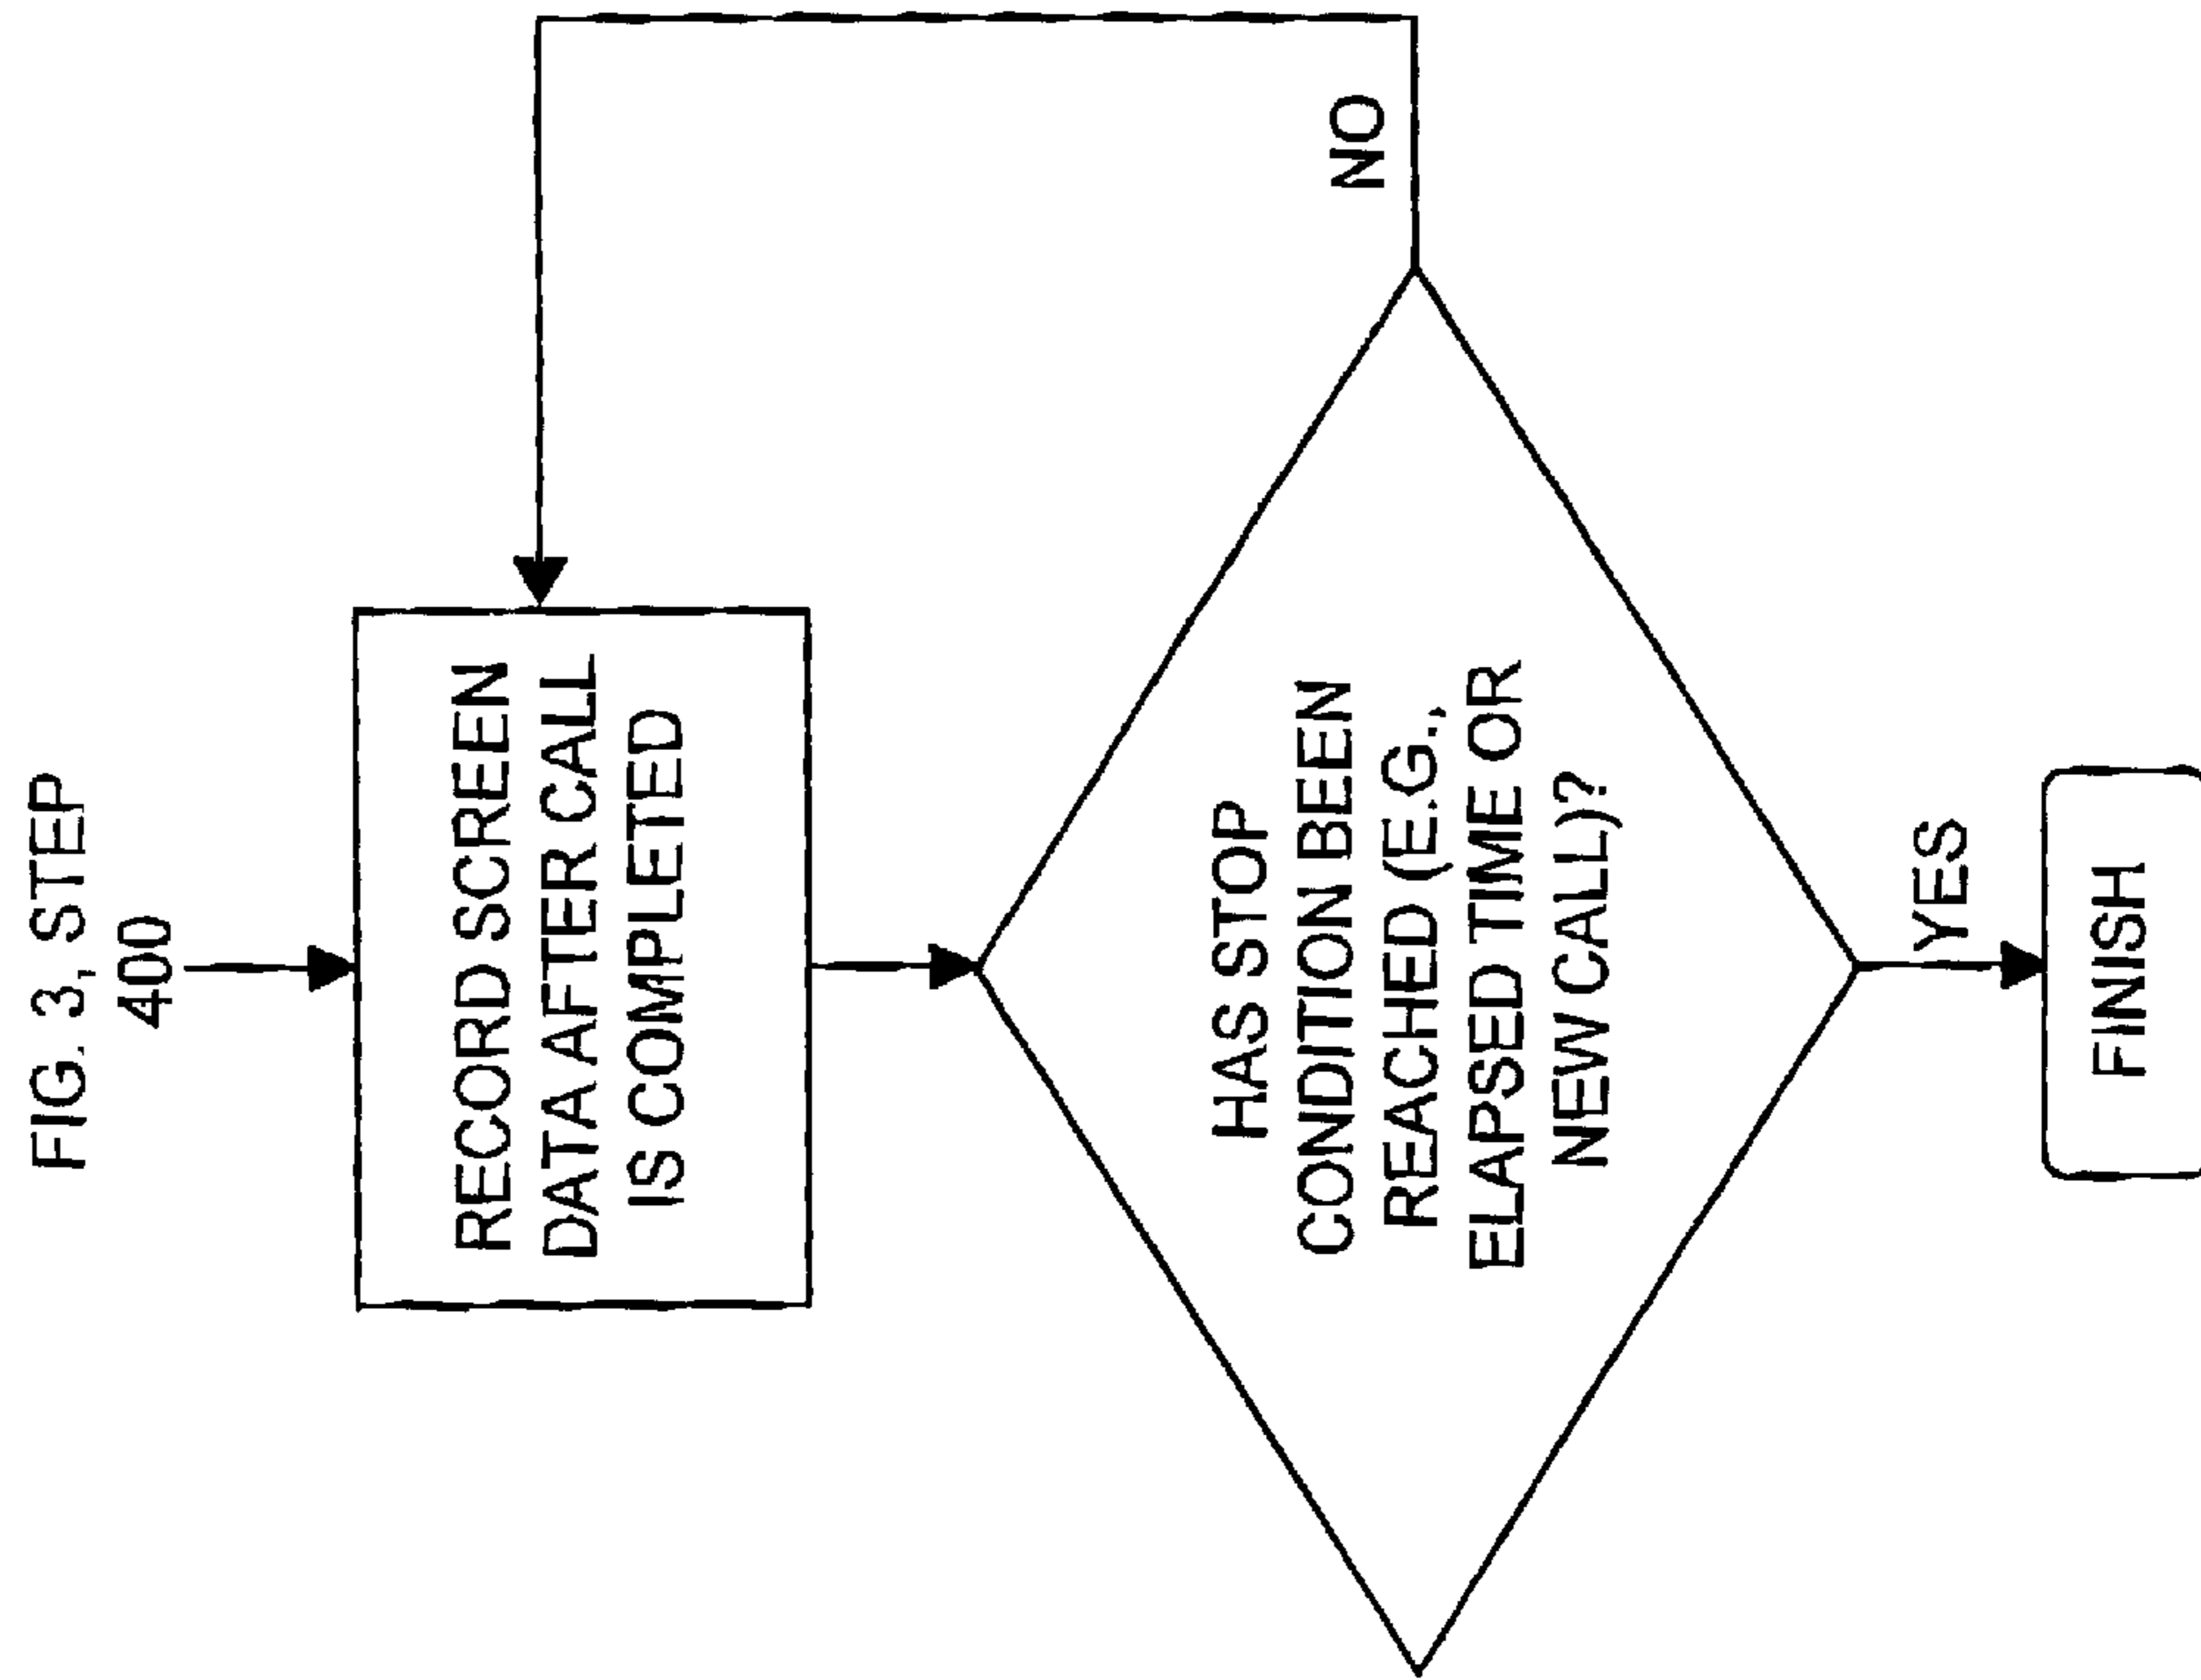 FIG. 3, STEP
400
RECORD SCREEN
DATA AFTER CALL
IS COMPLETED
HAS STOP
CONDITION BEEN
REACHED (E.G.,
ELAPSED TIME OR
NEW CALL)?
NO
YES
FINISH